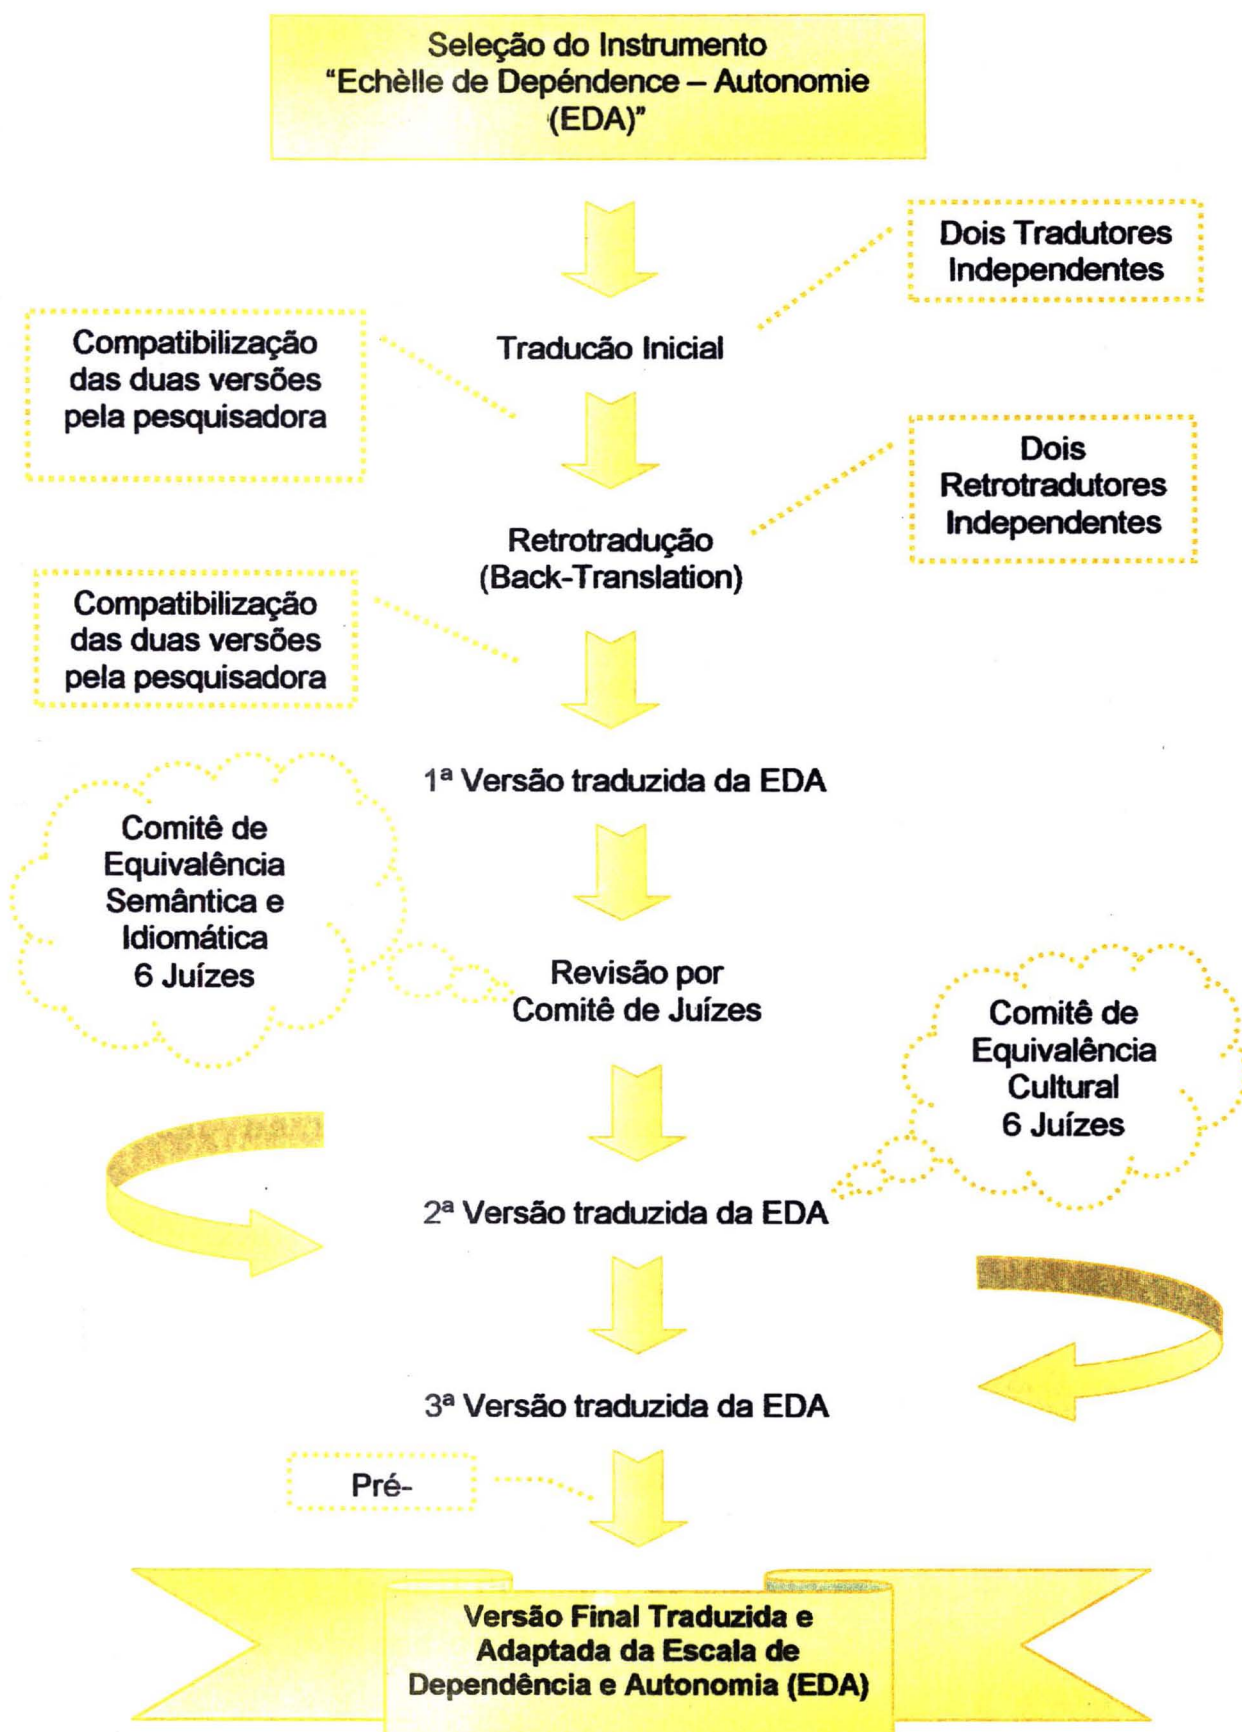 Seleção do Instrumento
“Echèlle de Depéndence – Autonomie
(EDA)”
Dois Tradutores
Independentes
Compatibilização
das duas versões
pela pesquisadora
Traducão Inicial
Dois
Retrotradutores
Independentes
Retrotradução
(Back-Translation)
Compatibilização
das duas versões
pela pesquisadora
1ª Versão traduzida da EDA
Comitê de
Equivalência
Semântica e
Idiomática
6 Juízes
Revisão por
Comitê de Juízes
Comitê de
Equivalência
Cultural
6 Juízes
2ª Versão traduzida da EDA
3ª Versão traduzida da EDA
Pré-
Versão Final Traduzida e
Adaptada da Escala de
Dependência e Autonomia (EDA)